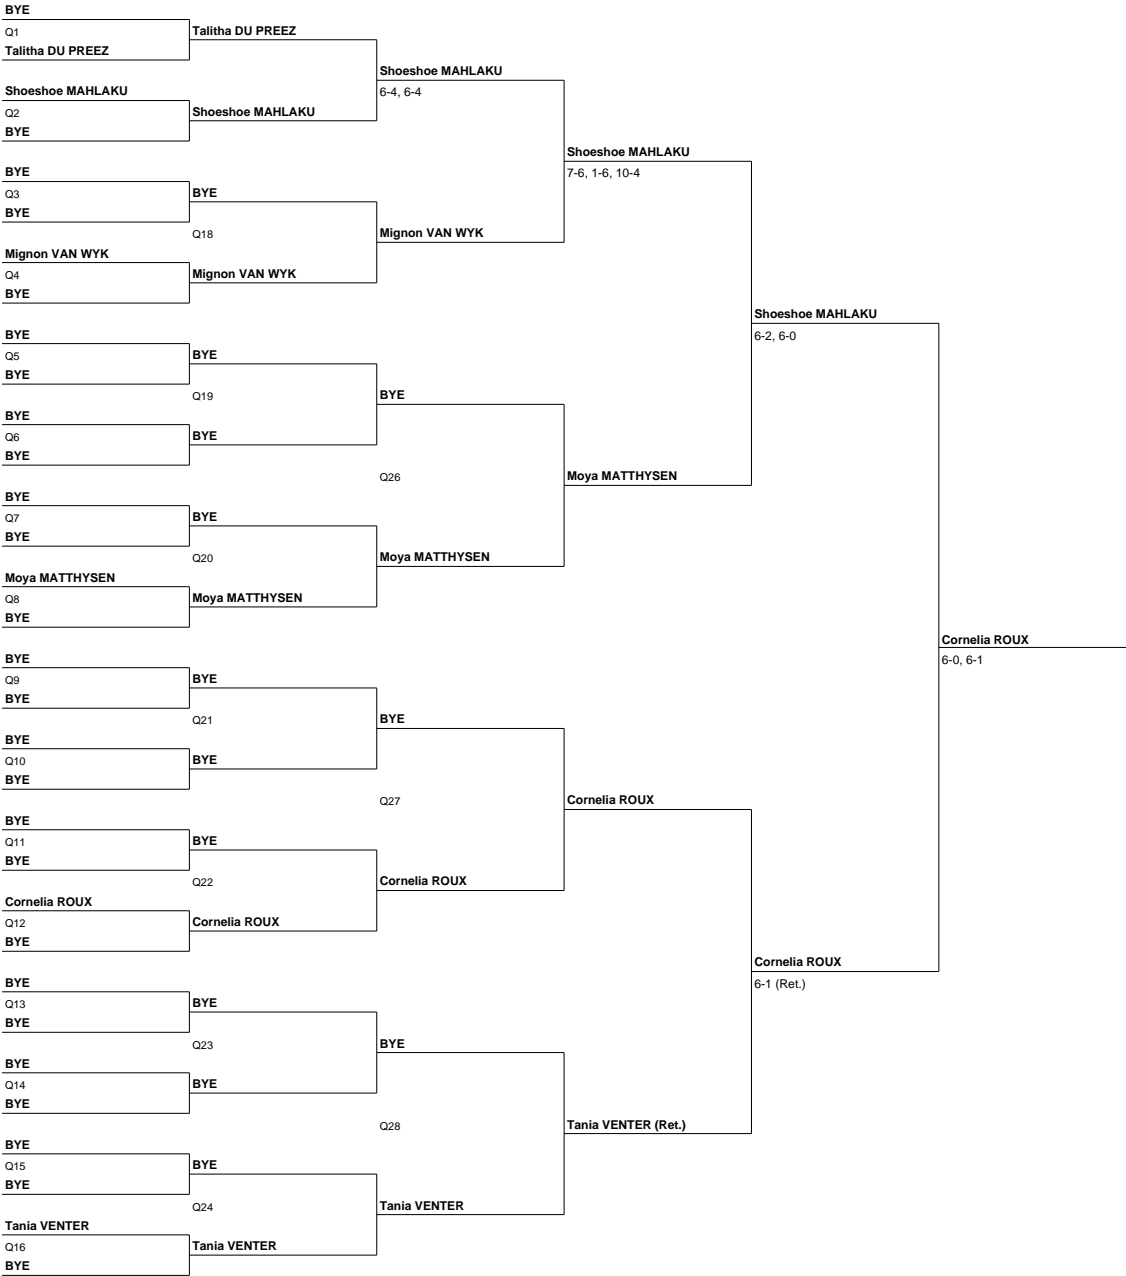 BYE
Q1
Talitha DU PREEZ
Talitha DU PREEZ
Shoeshoe MAHLAKU
6-4, 6-4
Shoeshoe MAHLAKU
Q2
BYE
Shoeshoe MAHLAKU
Shoeshoe MAHLAKU
7-6, 1-6, 10-4
BYE
Q3
BYE
BYE
Q18
Mignon VAN WYK
Mignon VAN WYK
Q4
BYE
Mignon VAN WYK
Shoeshoe MAHLAKU
6-2, 6-0
BYE
Q5
BYE
BYE
Q19
BYE
BYE
Q6
BYE
BYE
Q26
Moya MATTHYSEN
BYE
Q7
BYE
BYE
Q20
Moya MATTHYSEN
Moya MATTHYSEN
Q8
BYE
Moya MATTHYSEN
Cornelia ROUX
6-0, 6-1
BYE
Q9
BYE
BYE
Q21
BYE
BYE
Q10
BYE
BYE
Q27
Cornelia ROUX
BYE
Q11
BYE
BYE
Q22
Cornelia ROUX
Cornelia ROUX
Q12
BYE
Cornelia ROUX
Cornelia ROUX
6-1 (Ret.)
BYE
Q13
BYE
BYE
Q23
BYE
BYE
Q14
BYE
BYE
Q28
Tania VENTER (Ret.)
BYE
Q15
BYE
BYE
Q24
Tania VENTER
Tania VENTER
Q16
BYE
Tania VENTER